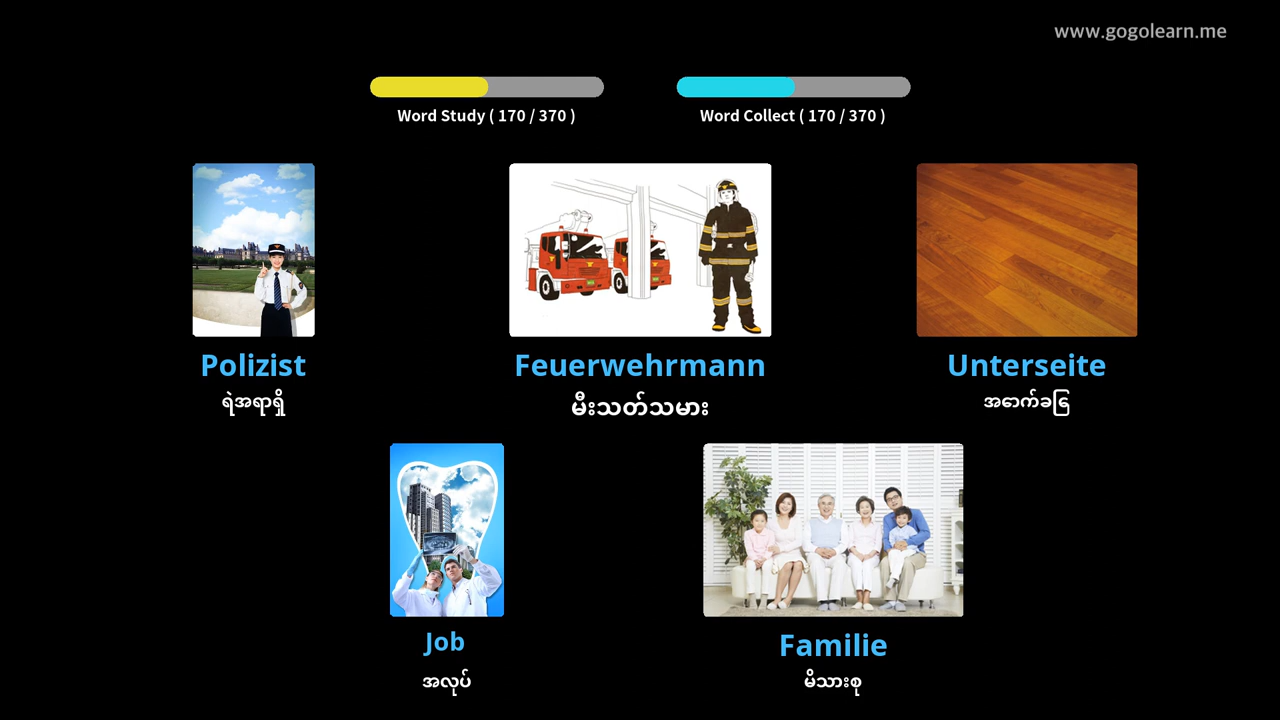 www.gogolearn.me
Word Study ( 170 / 370 )
Word Collect ( 170 / 370 )
Polizist
Feuerwehrmann
Unterseite
ရဲအရာရှိ
မီးသတ်သမား
အောက်ခြေ
Job
Familie
အလုပ်
မိသားစု